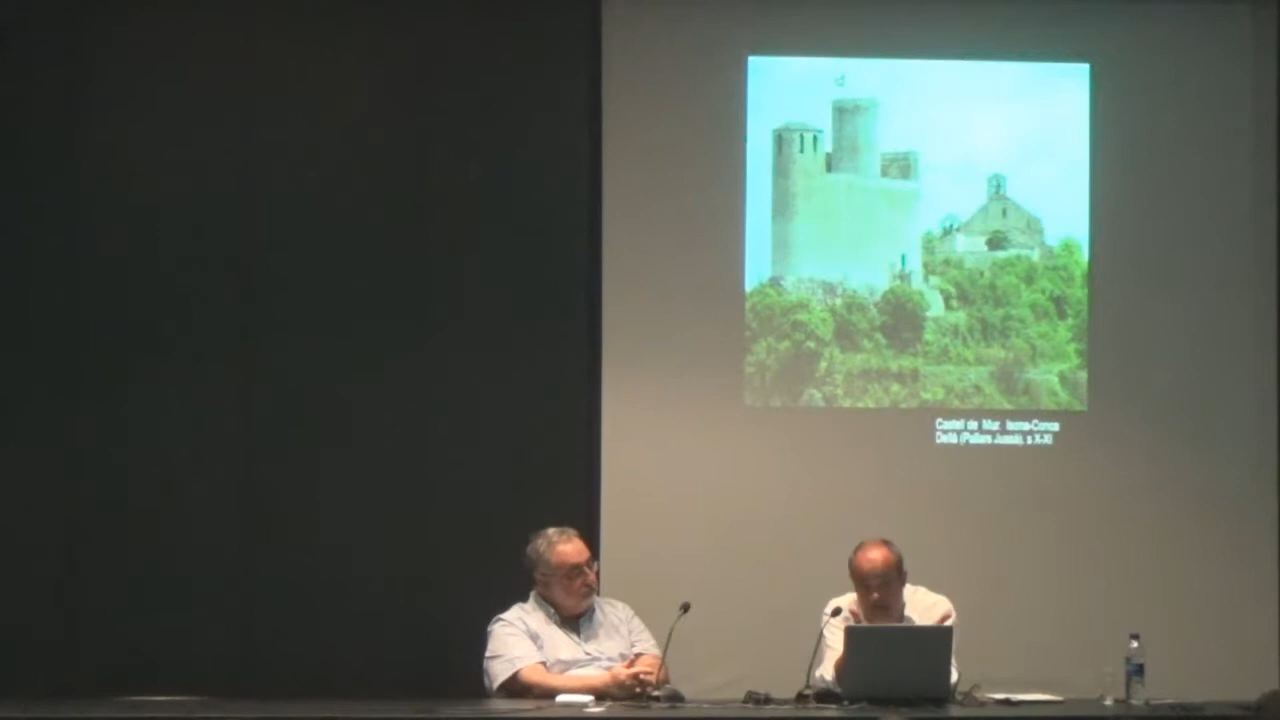 Castell de Mur. Isona-Conca
Dellà (Pallars Jussà), s X-XI